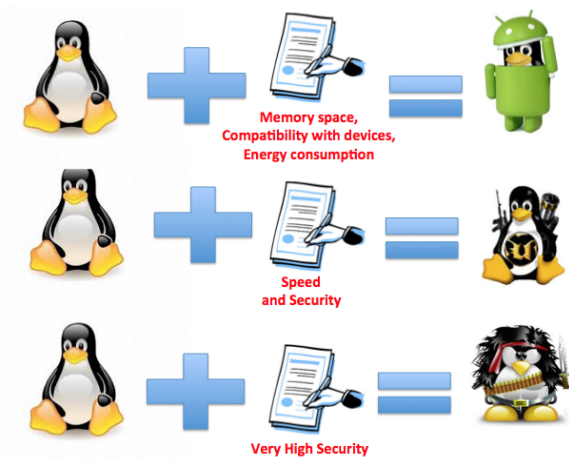 Memory space,
Compatibility with devices,
Energy consumption
Speed
and Security
Very High Security